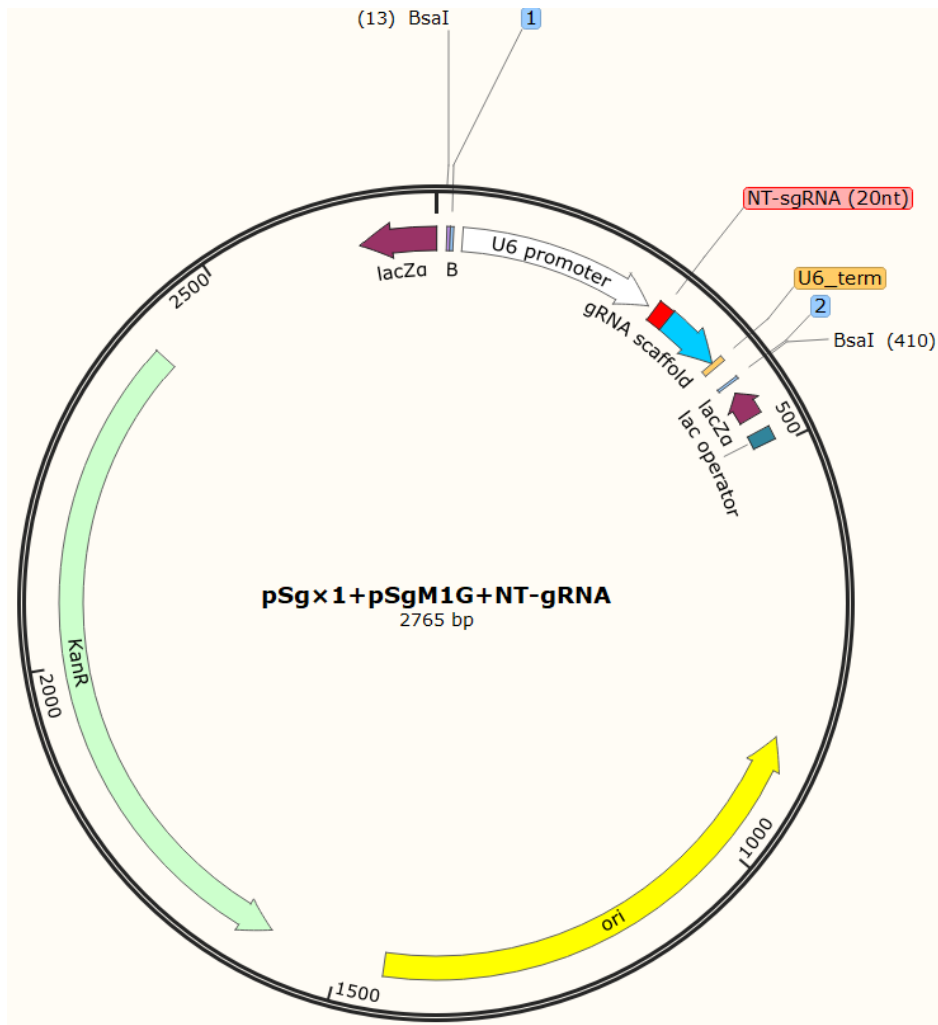 (13) BsaI
1
NT-sgRNA (20nt)
U6_term
2
BsaI (410)
lacZα
B
U6 promoter
gRNA scaffold
lacZα
lac operator
500
2500
KanR
2000
pSg×1+pSgM1G+NT-gRNA
2765 bp
1000
ori
1500